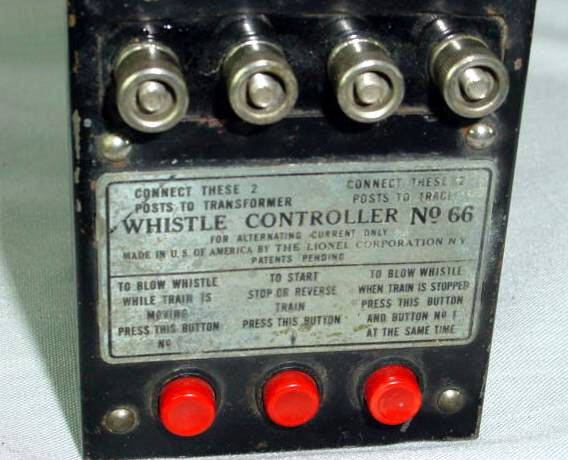 CONNECT THESE 2
POSTS TO TRANSFORMER
CONNECT THESE 2
POSTS TO TRACK
WHISTLE CONTROLLER No 66
FOR ALTERNATING CURRENT ONLY
MADE IN U.S. OF AMERICA BY THE LIONEL CORPORATION N.Y.
PATENTS PENDING
TO BLOW WHISTLE
WHILE TRAIN IS
MOVING
PRESS THIS BUTTON
No
TO START
STOP OR REVERSE
TRAIN
PRESS THIS BUTTON
TO BLOW WHISTLE
WHEN TRAIN IS STOPPED
PRESS THIS BUTTON
AND BUTTON No 1
AT THE SAME TIME